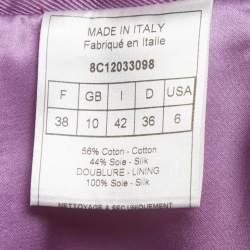 MADE IN ITALY
Fabriqué en Italie
8C12033098
F GB I D USA
38 10 42 36 6
56% Coton - Cotton
44% Soie - Silk
DOUBLURE - LINING
100% Soie - Silk
NETTOYAGE A SEC UNIQUEMENT